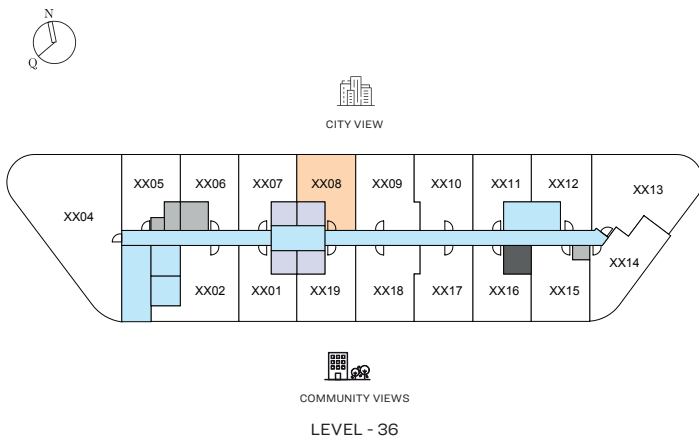 N
Q
CITY VIEW
XX05 XX06 XX07 XX08 XX09 XX10 XX11 XX12 XX13
XX04
XX14
XX02 XX01 XX19 XX18 XX17 XX16 XX15
COMMUNITY VIEWS
LEVEL - 36